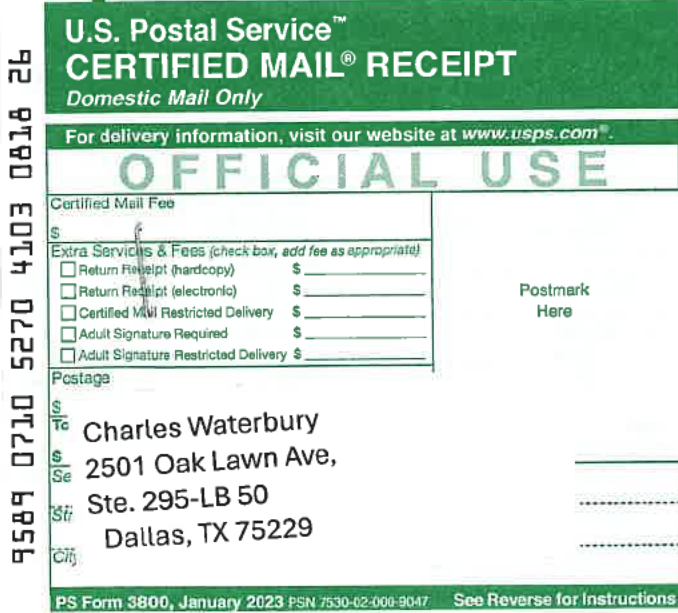 9589 0710 5270 4103 0818 26
U.S. Postal Service™
CERTIFIED MAIL® RECEIPT
Domestic Mail Only
For delivery information, visit our website at www.usps.com®.
OFFICIAL USE
Certified Mail Fee
$
Extra Services & Fees (check box, add fee as appropriate)
Return Receipt (hardcopy) $
Return Receipt (electronic) $
Certified Mail Restricted Delivery $
Adult Signature Required $
Adult Signature Restricted Delivery $
Postmark
Here
Postage
$
To
Charles Waterbury
$
Se
2501 Oak Lawn Ave,
Str
Ste. 295-LB 50
Dallas, TX 75229
City
PS Form 3800, January 2023 PSN 7530-02-000-9047 See Reverse for Instructions